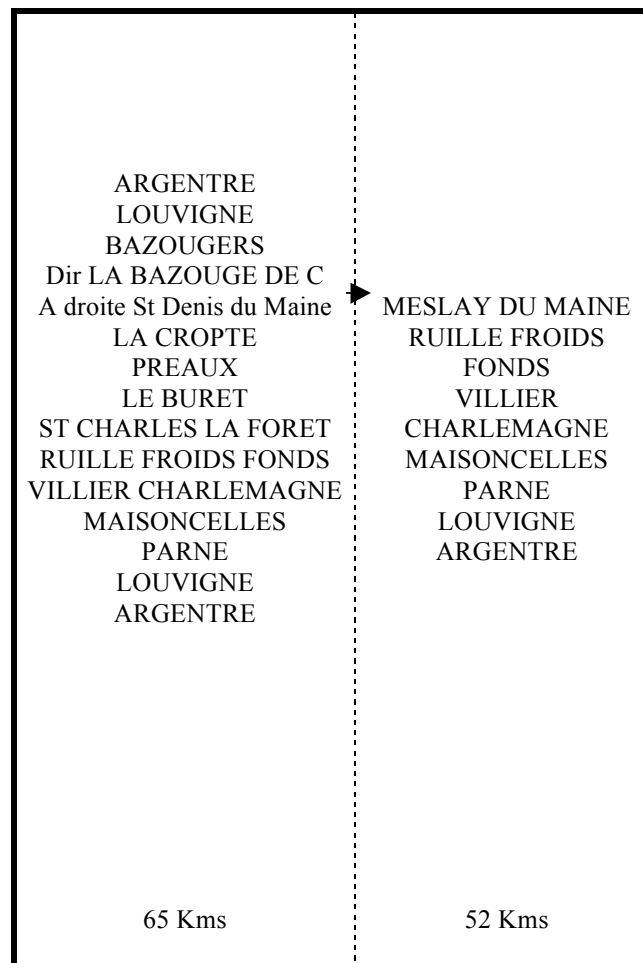 ARGENTRE
LOUVIGNE
BAZOUGERS
Dir LA BAZOUGE DE C
A droite St Denis du Maine
LA CROPTE
PREAUX
LE BURET
ST CHARLES LA FORET
RUILLE FROIDS FONDS
VILLIER CHARLEMAGNE
MAISONCELLES
PARNE
LOUVIGNE
ARGENTRE
65 Kms
MESLAY DU MAINE
RUILLE FROIDS
FONDS
VILLIER
CHARLEMAGNE
MAISONCELLES
PARNE
LOUVIGNE
ARGENTRE
52 Kms